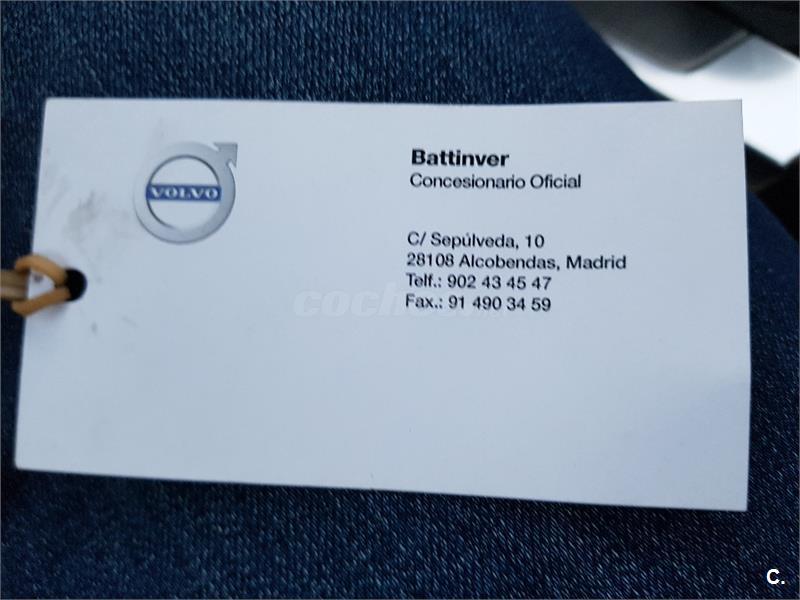 VOLVO
Battinver
Concesionario Oficial
C/ Sepúlveda, 10
28108 Alcobendas, Madrid
Telf.: 902 43 45 47
Fax.: 91 490 34 59
C.